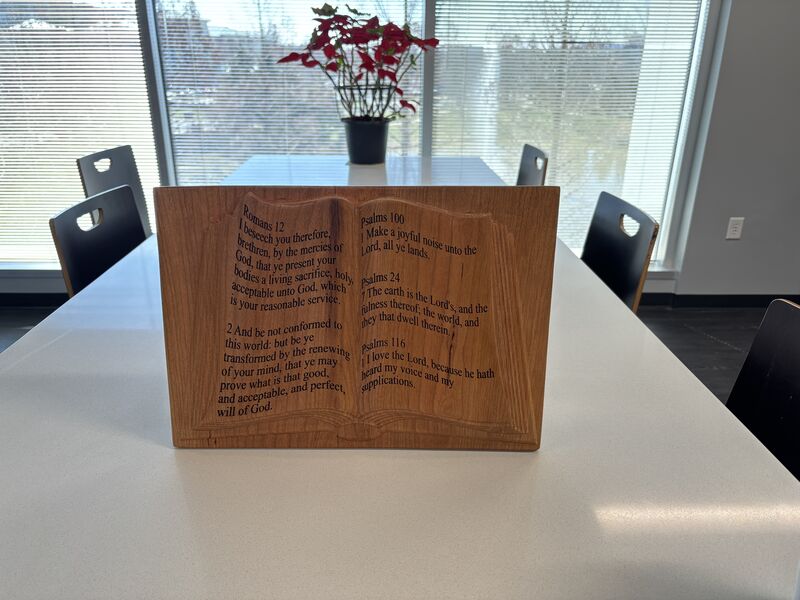 Romans 12
I beseech you therefore,
brethren, by the mercies of
God, that ye present your
bodies a living sacrifice, holy,
acceptable unto God, which
is your reasonable service.
2 And be not conformed to
this world: but be ye
transformed by the renewing
of your mind, that ye may
prove what is that good,
and acceptable, and perfect,
will of God.
Psalms 100
1 Make a joyful noise unto the
Lord, all ye lands.
Psalms 24
? The earth is the Lord's, and the
fulness thereof; the world, and
they that dwell therein.
Psalms 116
1 I love the Lord, because he hath
heard my voice and my
supplications.